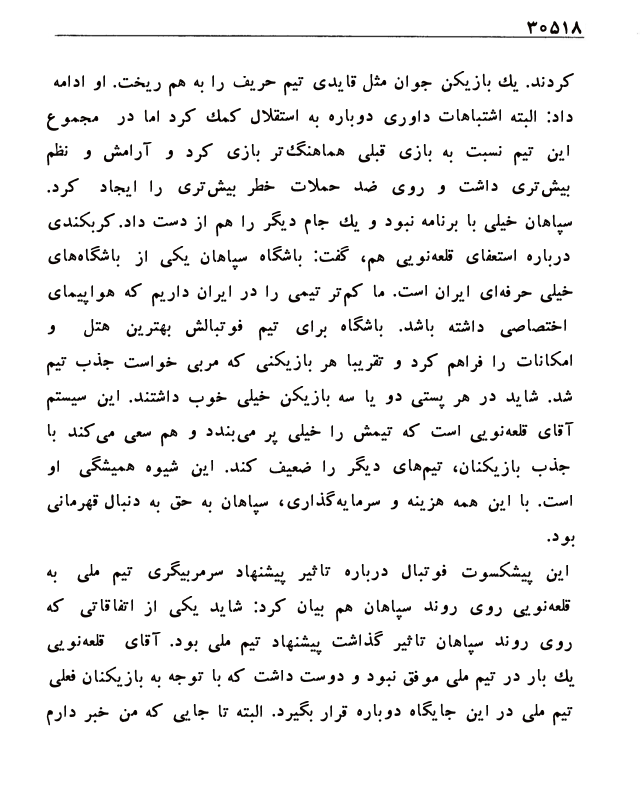 ۳۰۵۱۸
کردند. یك بازیکن جوان مثل قایدی تیم حریف را به هم ریخت. او ادامه
داد: البته اشتباهات داوری دوباره به استقلال کمك کرد اما در مجموع
این تیم نسبت به بازی قبلی هماهنگ‌تر بازی کرد و آرامش و نظم
بیش‌تری داشت و روی ضد حملات خطر بیش‌تری را ایجاد کرد.
سپاهان خیلی با برنامه نبود و یك جام دیگر را هم از دست داد. کربکندی
درباره استعفای قلعه‌نویی هم، گفت: باشگاه سپاهان یکی از باشگاه‌های
خیلی حرفه‌ای ایران است. ما کم‌تر تیمی را در ایران داریم که هواپیمای
اختصاصی داشته باشد. باشگاه برای تیم فوتبالش بهترین هتل و
امکانات را فراهم کرد و تقریبا هر بازیکنی که مربی خواست جذب تیم
شد. شاید در هر پستی دو یا سه بازیکن خیلی خوب داشتند. این سیستم
آقای قلعه‌نویی است که تیمش را خیلی پر می‌بندد و هم سعی می‌کند با
جذب بازیکنان، تیم‌های دیگر را ضعیف کند. این شیوه همیشگی او
است. با این همه هزینه و سرمایه‌گذاری، سپاهان به حق به دنبال قهرمانی
بود.
این پیشکسوت فوتبال درباره تاثیر پیشنهاد سرمربیگری تیم ملی به
قلعه‌نویی روی روند سپاهان هم بیان کرد: شاید یکی از اتفاقاتی که
روی روند سپاهان تاثیر گذاشت پیشنهاد تیم ملی بود. آقای قلعه‌نویی
یك بار در تیم ملی موفق نبود و دوست داشت که با توجه به بازیکنان فعلی
تیم ملی در این جایگاه دوباره قرار بگیرد. البته تا جایی که من خبر دارم